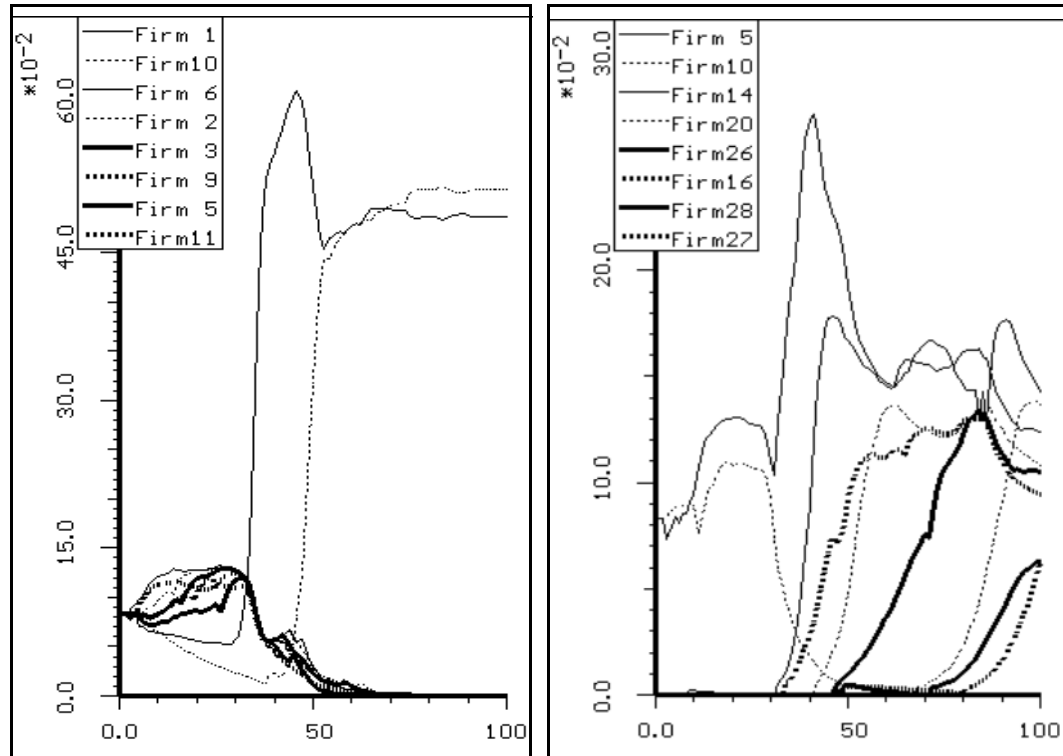 *10⁻²
Firm 1
Firm10
Firm 6
Firm 2
Firm 3
Firm 9
Firm 5
Firm11
60.0
45.0
30.0
15.0
0.0
0.0 50 100
*10⁻²
Firm 5
Firm10
Firm14
Firm20
Firm26
Firm16
Firm28
Firm27
30.0
20.0
10.0
0.0
0.0 50 100